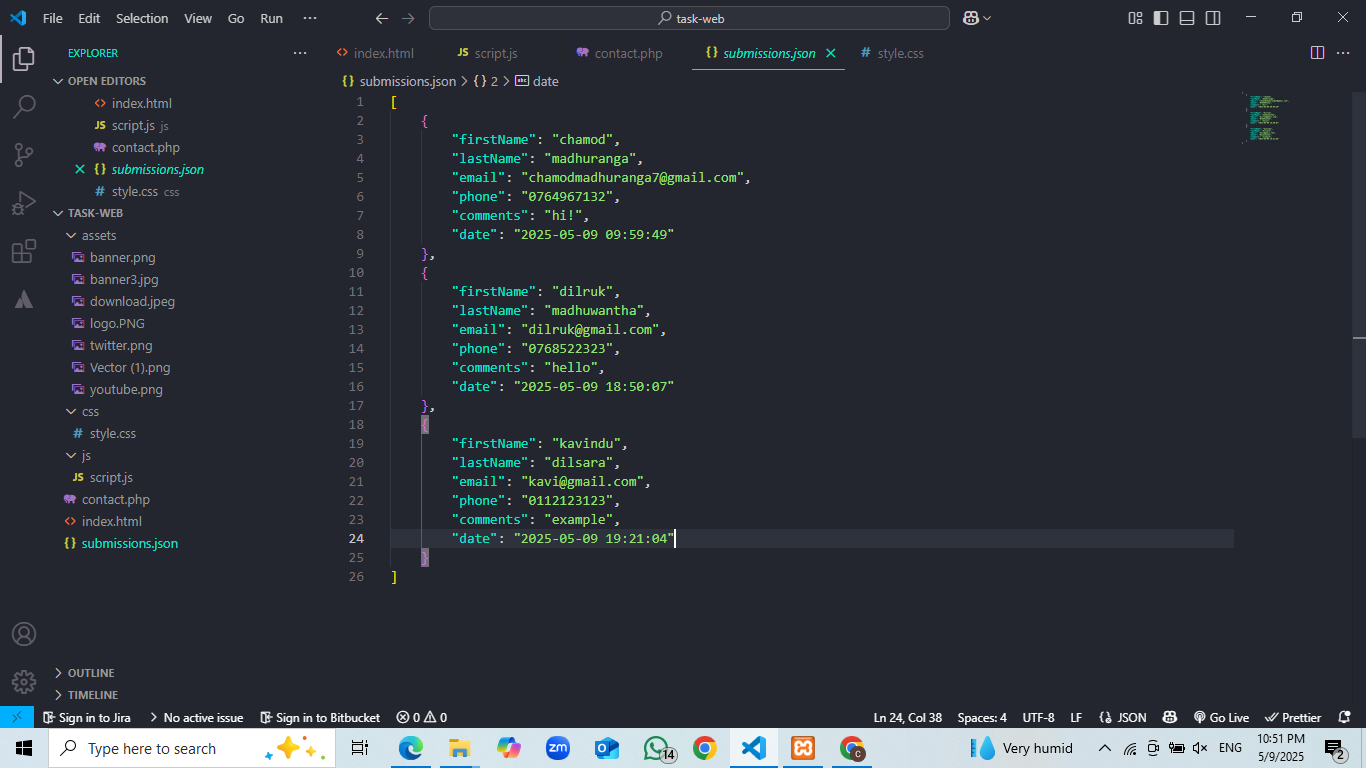 File Edit Selection View Go Run ··· task-web
EXPLORER ···
OPEN EDITORS
index.html
script.js js
contact.php
submissions.json
style.css css
TASK-WEB
assets
banner.png
banner3.jpg
download.jpeg
logo.PNG
twitter.png
Vector (1).png
youtube.png
css
style.css
js
script.js
contact.php
index.html
submissions.json
OUTLINE
TIMELINE
index.html script.js contact.php submissions.json style.css
submissions.json > {} 2 > date
1 [
2 {
3 "firstName": "chamod",
4 "lastName": "madhuranga",
5 "email": "chamodmadhuranga7@gmail.com",
6 "phone": "0764967132",
7 "comments": "hi!",
8 "date": "2025-05-09 09:59:49"
9 },
10 {
11 "firstName": "dilruk",
12 "lastName": "madhuwantha",
13 "email": "dilruk@gmail.com",
14 "phone": "0768522323",
15 "comments": "hello",
16 "date": "2025-05-09 18:50:07"
17 },
18 {
19 "firstName": "kavindu",
20 "lastName": "dilsara",
21 "email": "kavi@gmail.com",
22 "phone": "0112123123",
23 "comments": "example",
24 "date": "2025-05-09 19:21:04"
25 }
26 ]
Sign in to Jira No active issue Sign in to Bitbucket 0 0 Ln 24, Col 38 Spaces: 4 UTF-8 LF {} JSON Go Live Prettier
Type here to search 14 Very humid ENG 10:51 PM
5/9/2025 2